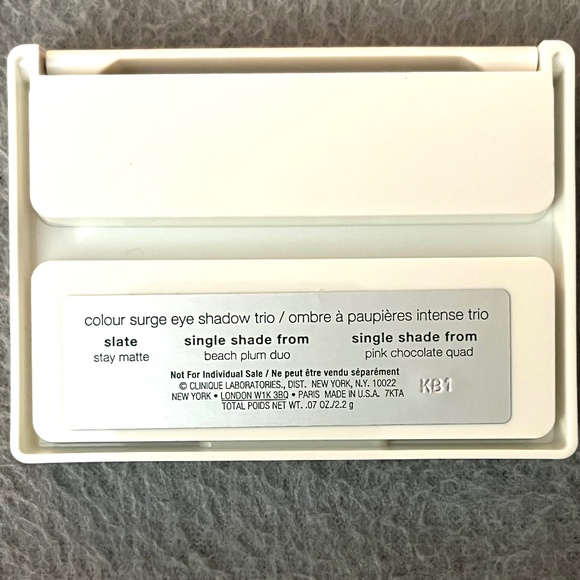 colour surge eye shadow trio / ombre à paupières intense trio
slate single shade from single shade from
stay matte beach plum duo pink chocolate quad
Not For Individual Sale / Ne peut être vendu séparément
© CLINIQUE LABORATORIES., DIST. NEW YORK, N.Y. 10022
NEW YORK • LONDON W1K 3BQ • PARIS MADE IN U.S.A. 7KTA
TOTAL POIDS NET WT. .07 OZ./2.2 g
KB1